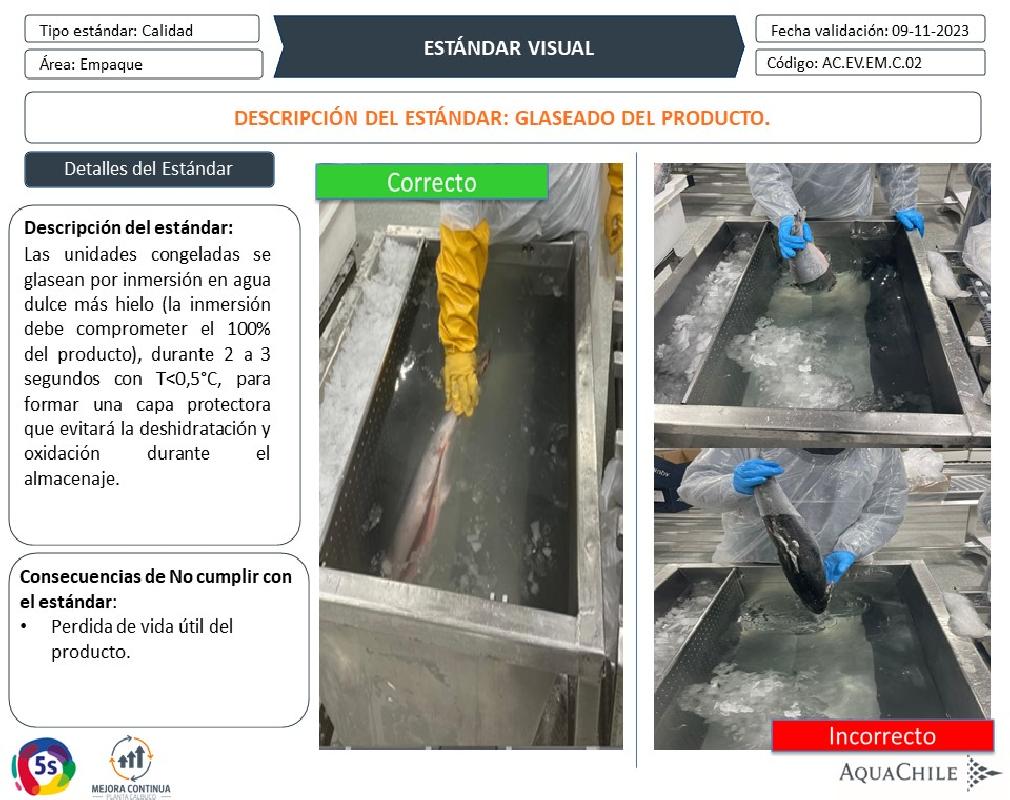 Tipo estándar: Calidad
Área: Empaque
ESTÁNDAR VISUAL
Fecha validación: 09-11-2023
Código: AC.EV.EM.C.02
DESCRIPCIÓN DEL ESTÁNDAR: GLASEADO DEL PRODUCTO.
Detalles del Estándar
Descripción del estándar:
Las unidades congeladas se
glasean por inmersión en agua
dulce más hielo (la inmersión
debe comprometer el 100%
del producto), durante 2 a 3
segundos con T<0,5°C, para
formar una capa protectora
que evitará la deshidratación y
oxidación durante el
almacenaje.
Consecuencias de No cumplir con
el estándar:
• Perdida de vida útil del
producto.
Correcto
Incorrecto
5s
MEJORA CONTINUA
PLANTA CALBUCO
AQUACHILE